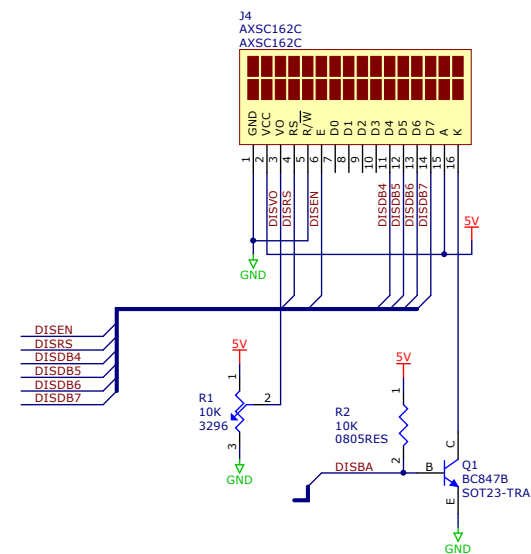 J4
AXSC162C
AXSC162C
GND VCC VO RS R/W E D0 D1 D2 D3 D4 D5 D6 D7 A K
1 2 3 4 5 6 7 8 9 10 11 12 13 14 15 16
DISVO DISRS DISEN DISDB4 DISDB5 DISDB6 DISDB7
5V
GND
DISEN
DISRS
DISDB4
DISDB5
DISDB6
DISDB7
5V
1
R1
10K
3296
2
3
GND
5V
1
R2
10K
0805RES
2
DISBA
B
C
E
Q1
BC847B
SOT23-TRA
GND